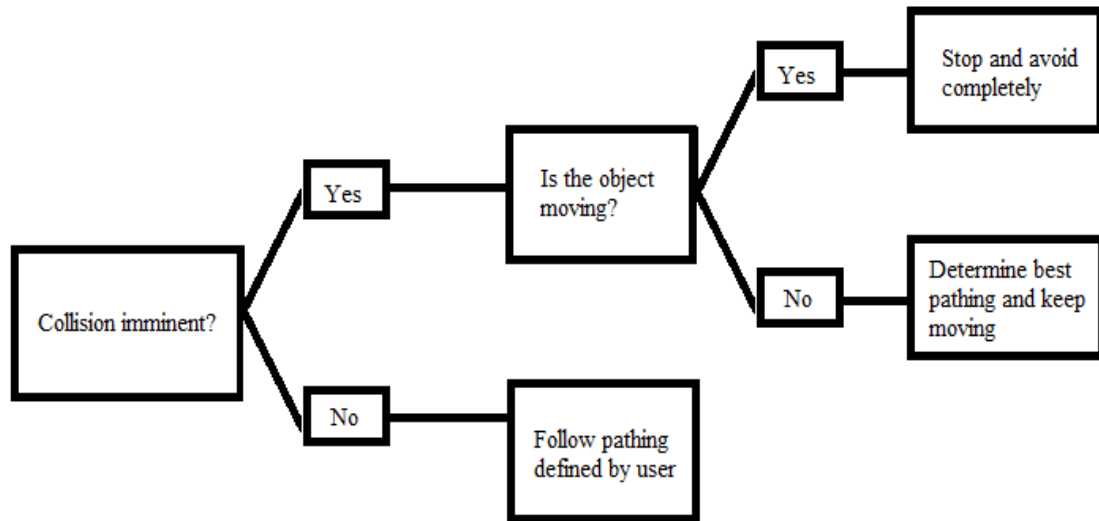 Collision imminent?
Yes
Is the object
moving?
Yes
Stop and avoid
completely
No
Determine best
pathing and keep
moving
No
Follow pathing
defined by user